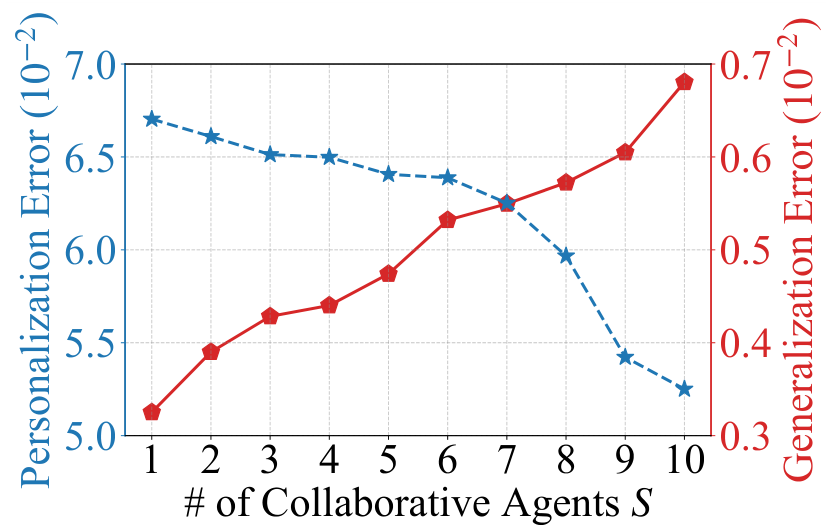 Personalization Error (10⁻²)
7.0
6.5
6.0
5.5
5.0
0.7
0.6
0.5
0.4
0.3
Generalization Error (10⁻²)
1 2 3 4 5 6 7 8 9 10
# of Collaborative Agents S